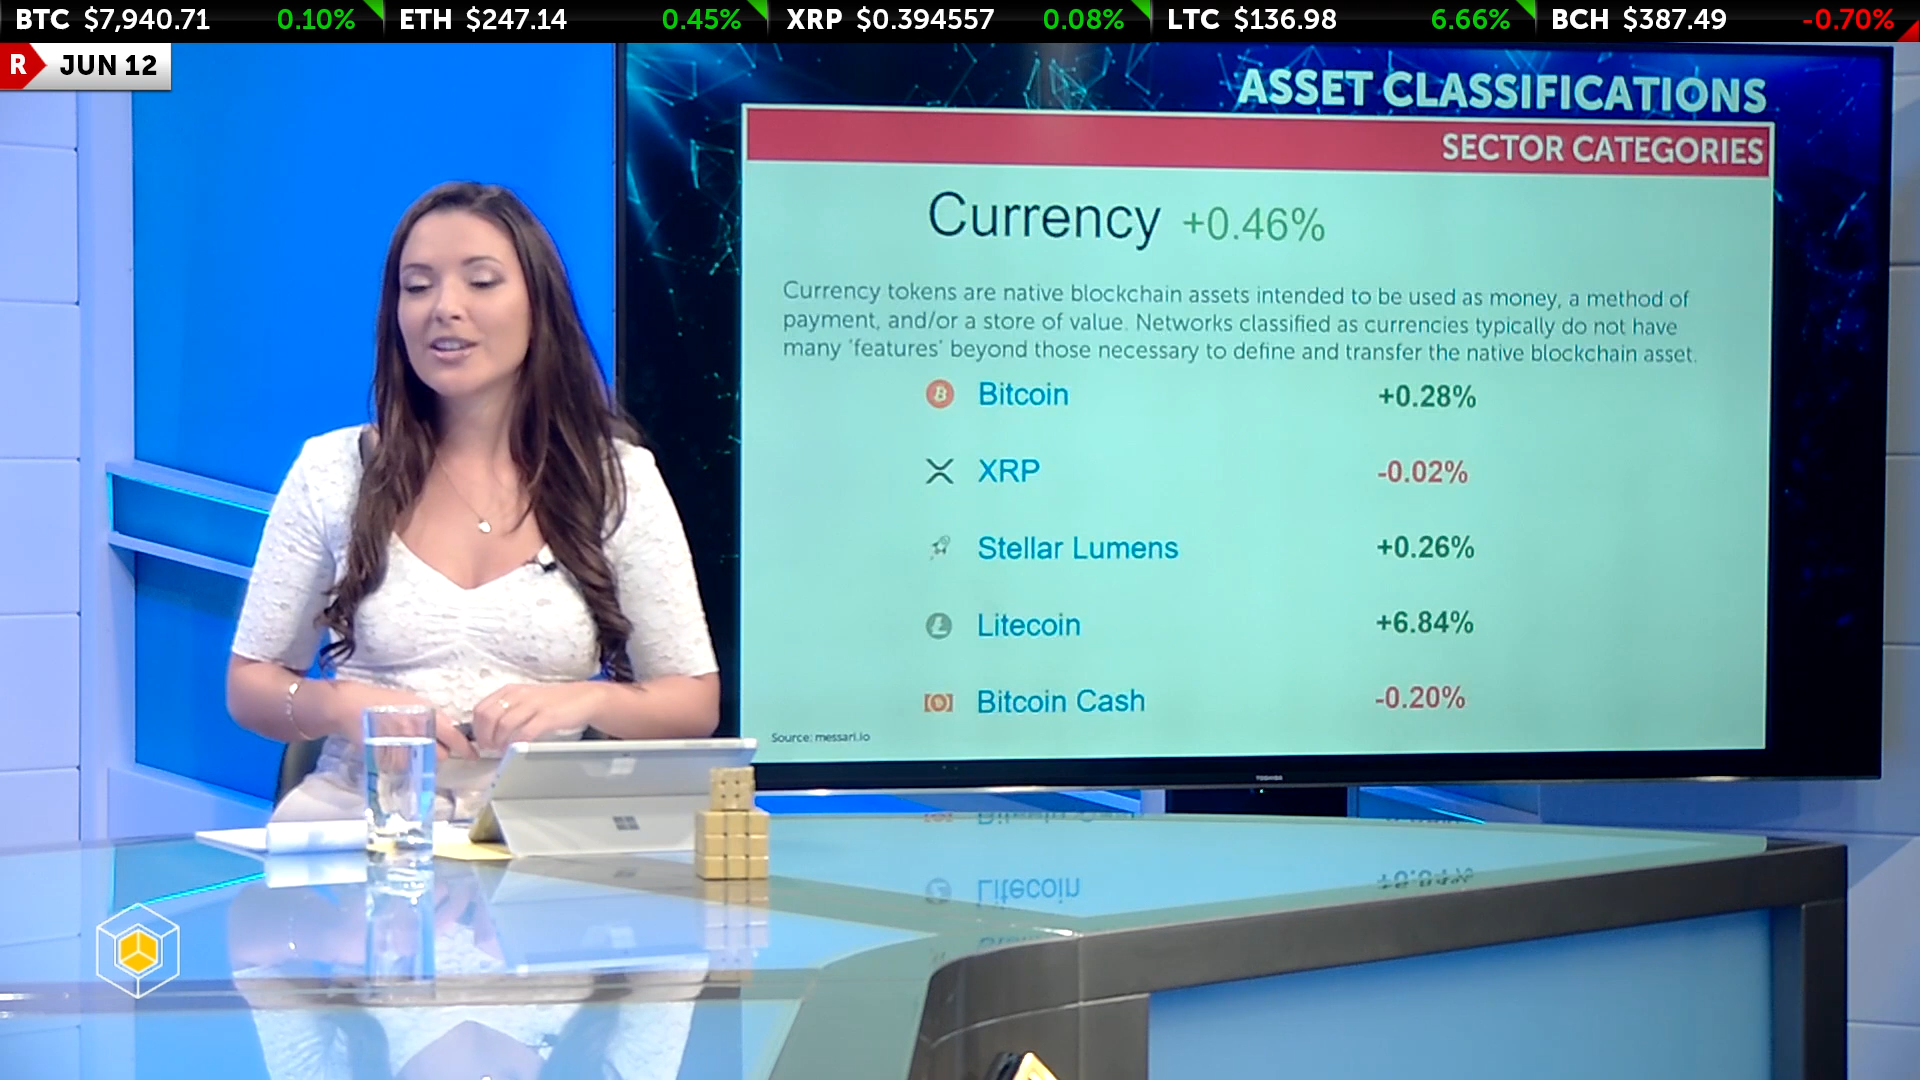 BTC $7,940.71 0.10% ETH $247.14 0.45% XRP $0.394557 0.08% LTC $136.98 6.66% BCH $387.49 -0.70%
R JUN 12
ASSET CLASSIFICATIONS
SECTOR CATEGORIES
Currency +0.46%
Currency tokens are native blockchain assets intended to be used as money, a method of
payment, and/or a store of value. Networks classified as currencies typically do not have
many 'features' beyond those necessary to define and transfer the native blockchain asset.
Bitcoin +0.28%
XRP -0.02%
Stellar Lumens +0.26%
Litecoin +6.84%
Bitcoin Cash -0.20%
Source: messari.io
TOSHIBA